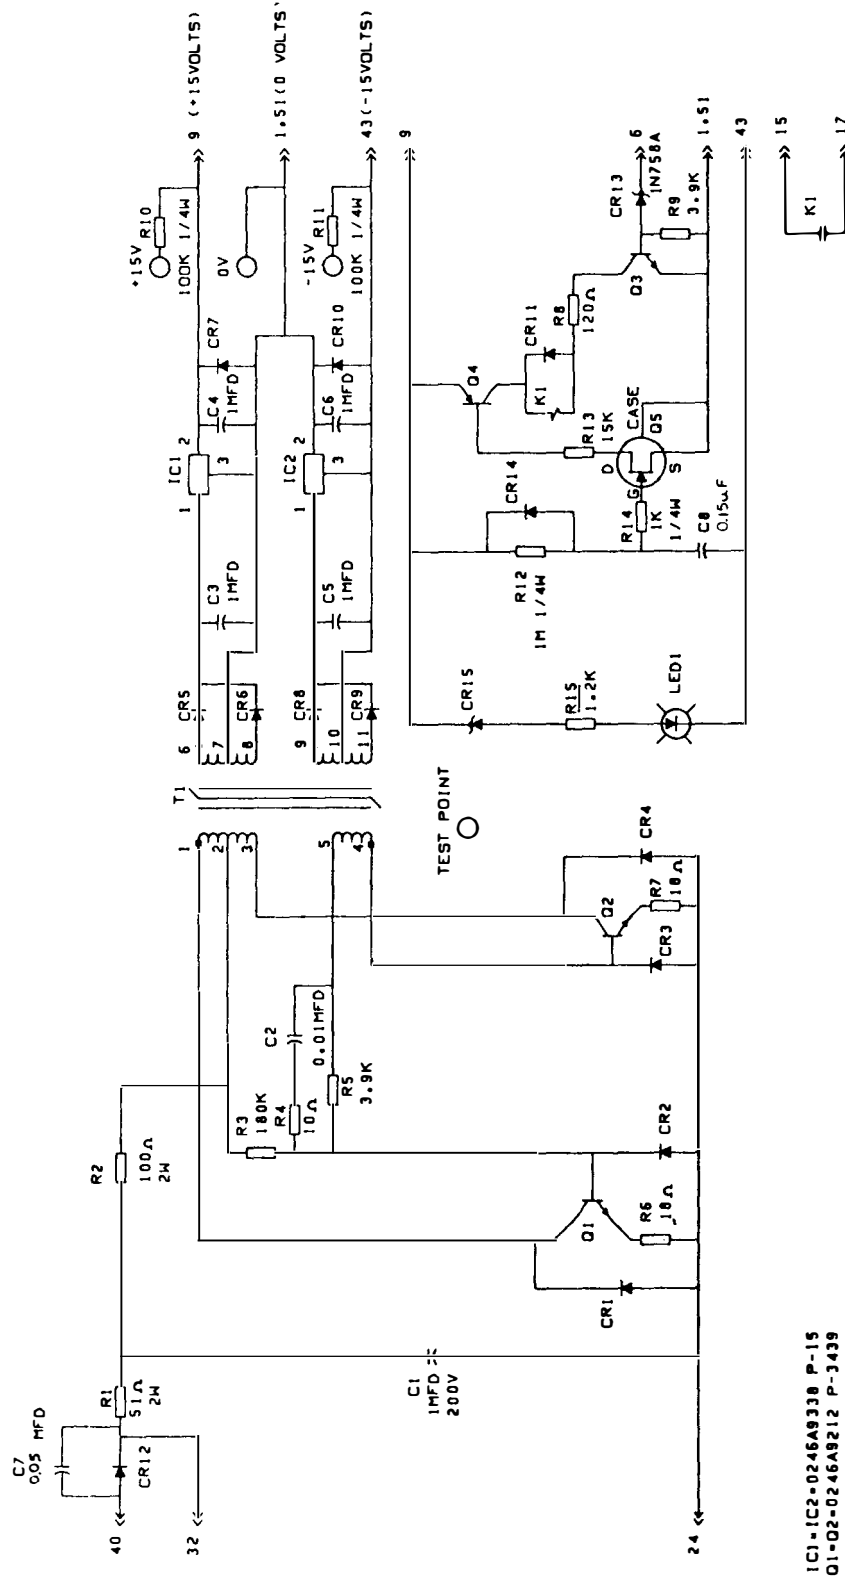 C7
0.05 MFD
40
CR12
32
R1
51Ω
2W
R2
100Ω
2W
C1
1MFD
200V
24
CR1
Q1
R6
18Ω
CR2
R3
180K
R4
10Ω
C2
0.01MFD
R5
3.9K
Q2
R7
18Ω
CR3
CR4
T1
1
2
3
5
4
TEST POINT
6
7
8
9
10
11
CR5
CR6
CR8
CR9
C3
1MFD
C5
1MFD
IC1
1
2
3
IC2
1
2
3
C4
1MFD
C6
1MFD
CR7
CR10
+15V
R10
100K 1/4W
0V
-15V
R11
100K 1/4W
9 (+15VOLTS)
1.51(0 VOLTS)
43(-15VOLTS)
9
CR15
R15
1.2K
LED1
R12
1M 1/4W
CR14
R14
1K
1/4W
C8
0.15uF
R13
15K
D
G
S
CASE
Q5
Q4
K1
CR11
R8
120Ω
Q3
CR13
1N758A
R9
3.9K
6
1.51
43
15
K1
17
IC1=IC2=0246A9338 P-15
Q1=Q2=0246A9212 P-3439